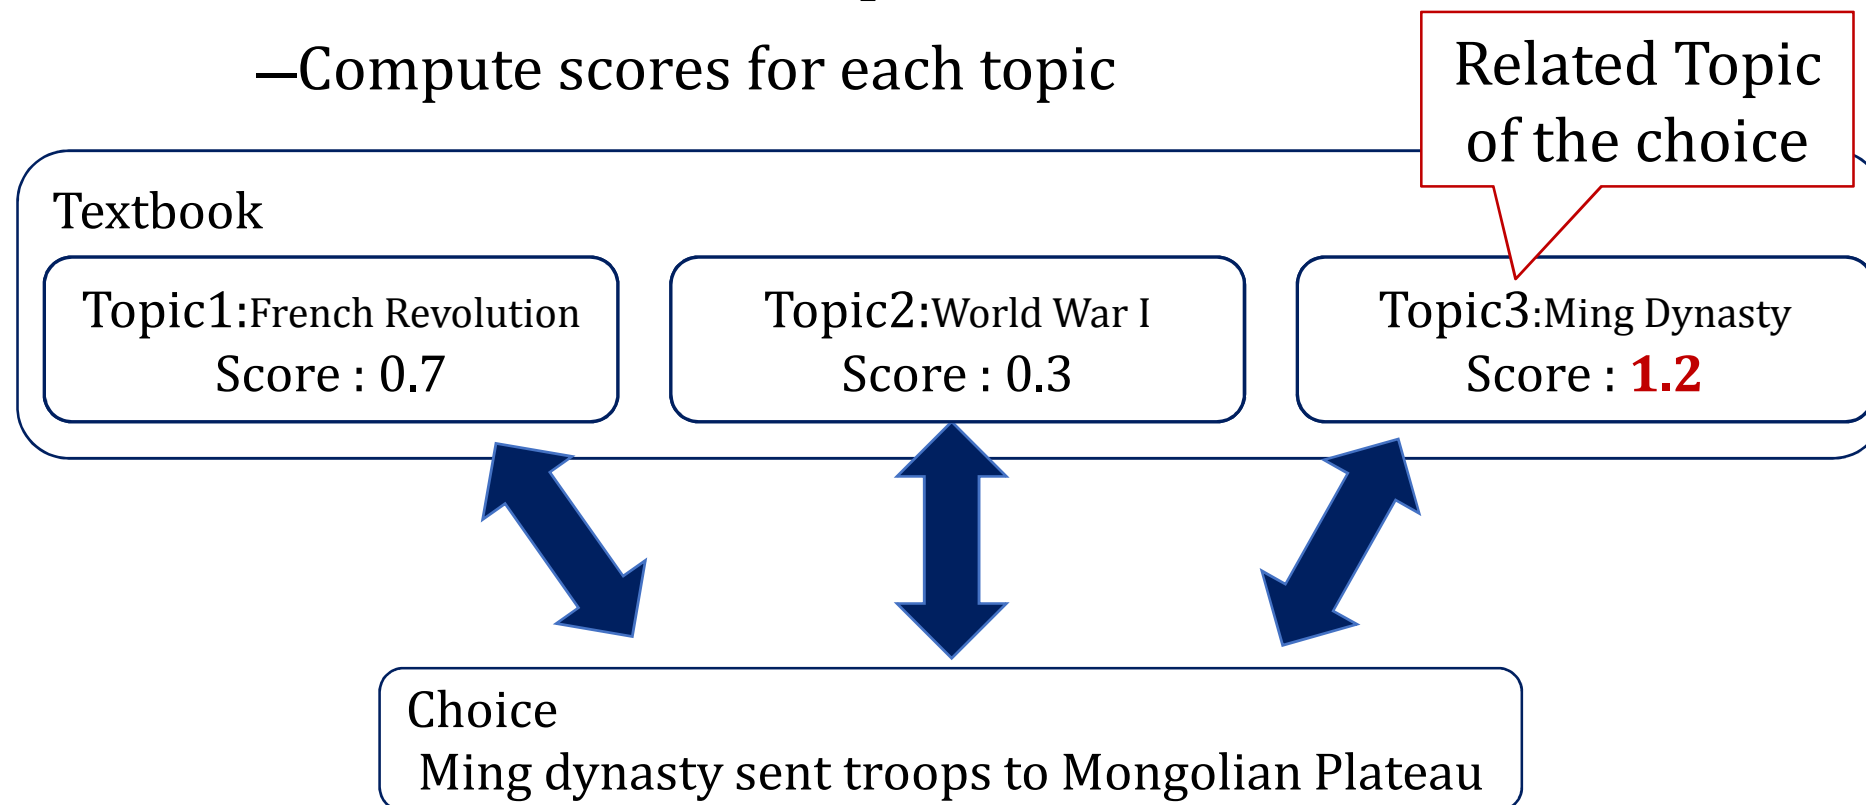 —Compute scores for each topic
Related Topic
of the choice
Textbook
Topic1:French Revolution
Score : 0.7
Topic2:World War I
Score : 0.3
Topic3:Ming Dynasty
Score : 1.2
Choice
Ming dynasty sent troops to Mongolian Plateau